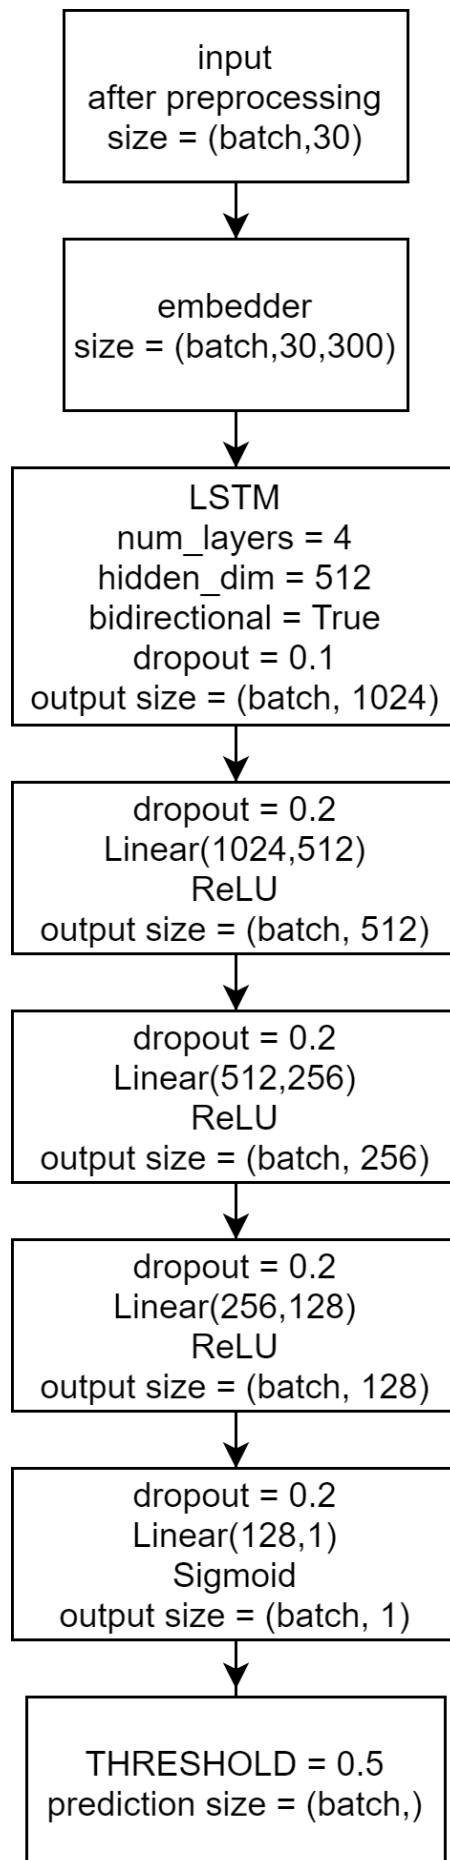 input
after preprocessing
size = (batch,30)
embedder
size = (batch,30,300)
LSTM
num_layers = 4
hidden_dim = 512
bidirectional = True
dropout = 0.1
output size = (batch, 1024)
dropout = 0.2
Linear(1024,512)
ReLU
output size = (batch, 512)
dropout = 0.2
Linear(512,256)
ReLU
output size = (batch, 256)
dropout = 0.2
Linear(256,128)
ReLU
output size = (batch, 128)
dropout = 0.2
Linear(128,1)
Sigmoid
output size = (batch, 1)
THRESHOLD = 0.5
prediction size = (batch,)